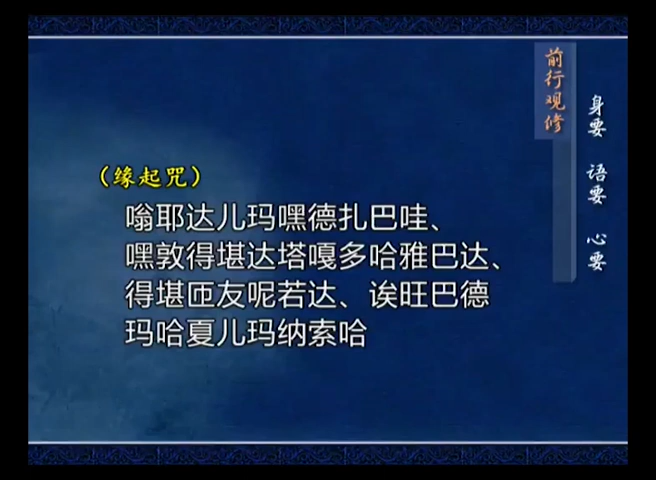 前行观修
身要 语要 心要
（缘起咒）
嗡耶达儿玛嘿德扎巴哇、
嘿敦得堪达塔嘎多哈雅巴达、
得堪匝友呢若达、诶旺巴德
玛哈夏儿玛纳索哈